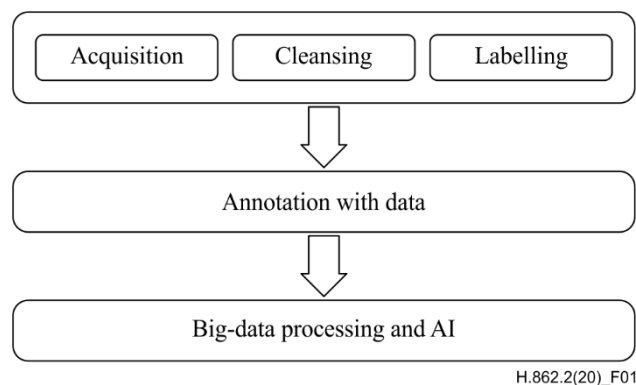 Acquisition Cleansing Labelling
Annotation with data
Big-data processing and AI
H.862.2(20)_F01